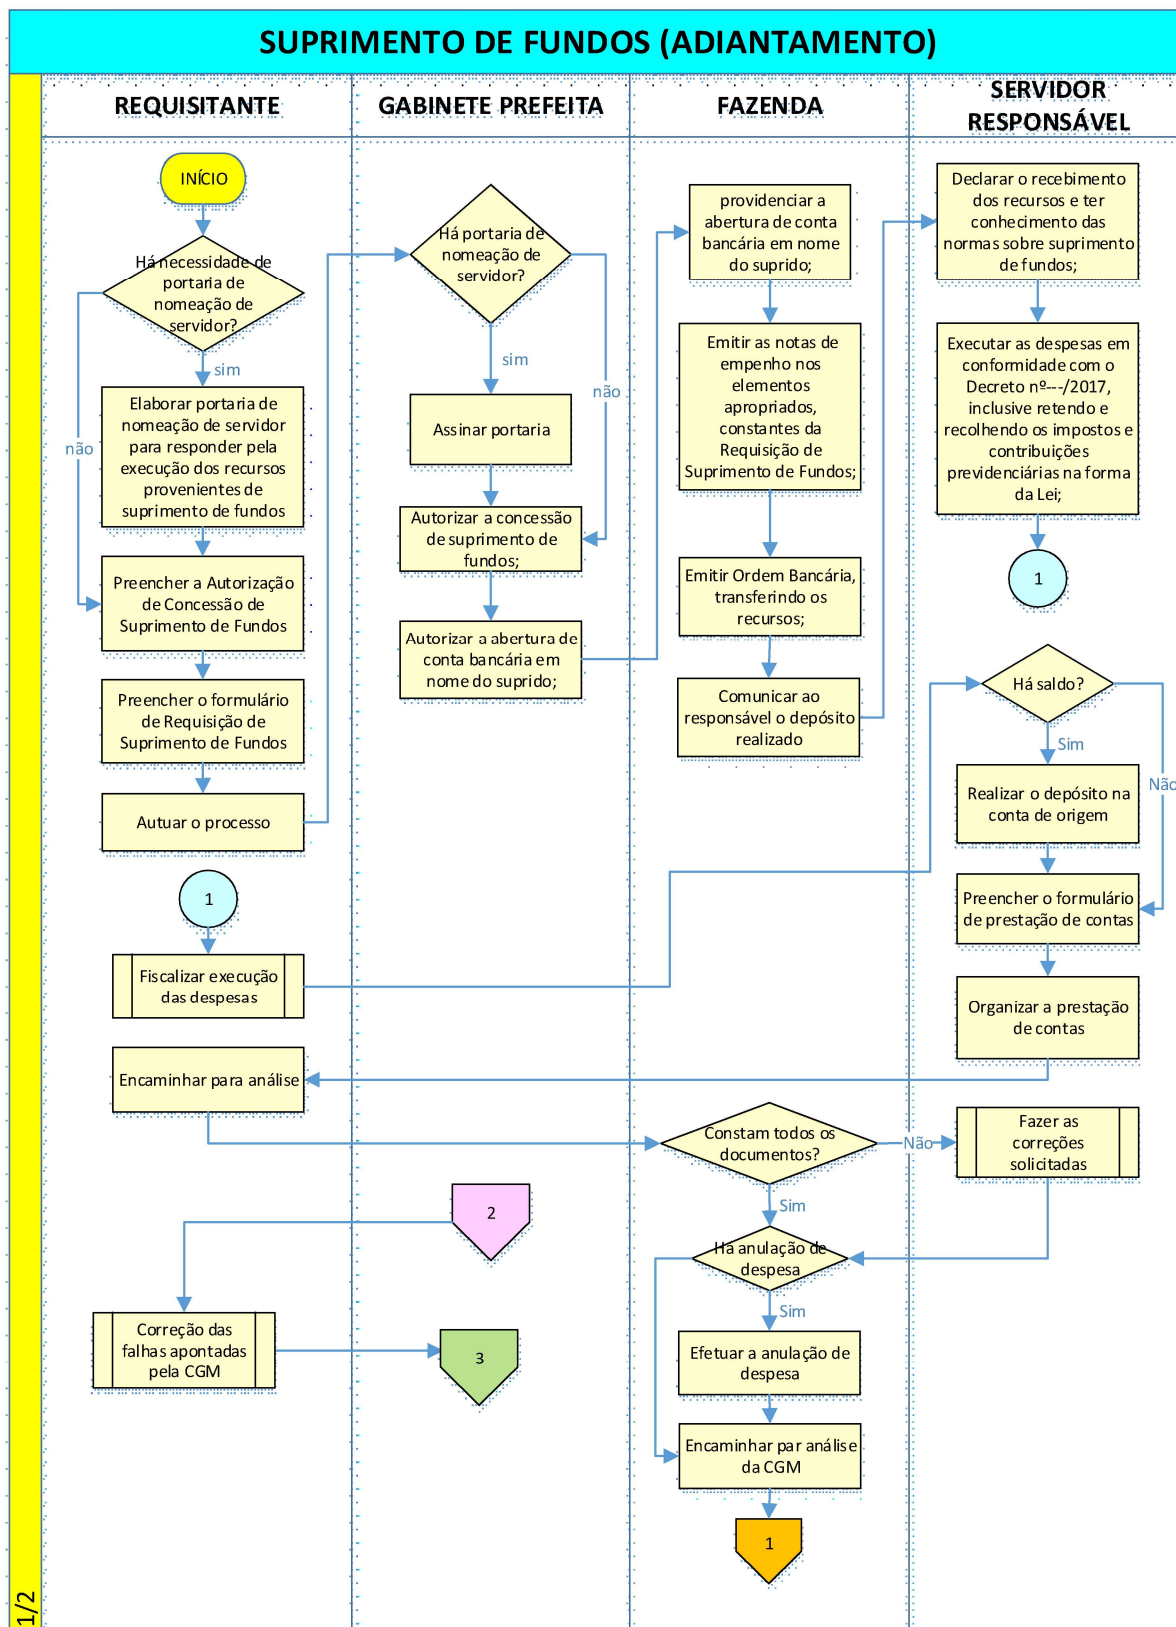 SUPRIMENTO DE FUNDOS (ADIANTAMENTO)
REQUISITANTE
GABINETE PREFEITA
FAZENDA
SERVIDOR
RESPONSÁVEL
INÍCIO
Há necessidade de
portaria de
nomeação de
servidor?
sim
não
Elaborar portaria de
nomeação de servidor
para responder pela
execução dos recursos
provenientes de
suprimento de fundos
Preencher a Autorização
de Concessão de
Suprimento de Fundos
Preencher o formulário
de Requisição de
Suprimento de Fundos
Autuar o processo
1
Fiscalizar execução
das despesas
Encaminhar para análise
Correção das
falhas apontadas
pela CGM
Há portaria de
nomeação de
servidor?
sim
não
Assinar portaria
Autorizar a concessão
de suprimento de
fundos;
Autorizar a abertura de
conta bancária em
nome do suprido;
2
3
providenciar a
abertura de conta
bancária em nome
do suprido;
Emitir as notas de
empenho nos
elementos
apropriados,
constantes da
Requisição de
Suprimento de Fundos;
Emitir Ordem Bancária,
transferindo os
recursos;
Comunicar ao
responsável o depósito
realizado
Constam todos os
documentos?
Não
Sim
Ha anulação de
despesa
Sim
Efetuar a anulação de
despesa
Encaminhar par análise
da CGM
1
Declarar o recebimento
dos recursos e ter
conhecimento das
normas sobre suprimento
de fundos;
Executar as despesas em
conformidade com o
Decreto nº---/2017,
inclusive retendo e
recolhendo os impostos e
contribuições
previdenciárias na forma
da Lei;
1
Há saldo?
Sim
Não
Realizar o depósito na
conta de origem
Preencher o formulário
de prestação de contas
Organizar a prestação
de contas
Fazer as
correções
solicitadas
1/2